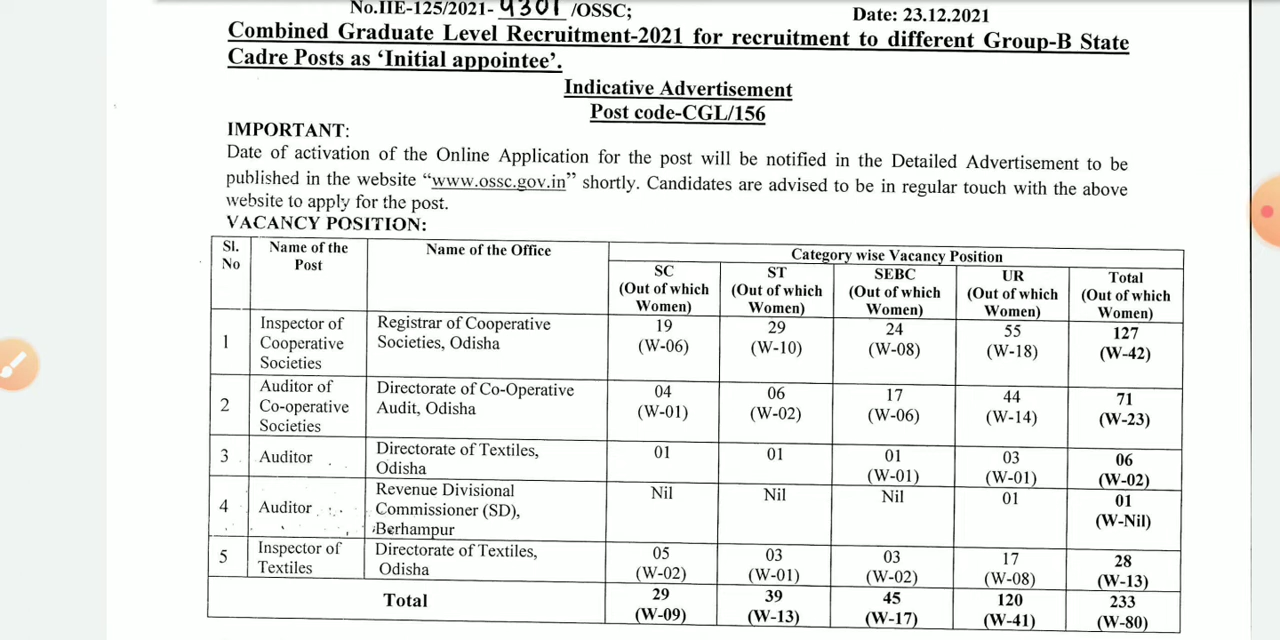 No.IIE-125/2021- 4301 /OSSC;
Date: 23.12.2021
Combined Graduate Level Recruitment-2021 for recruitment to different Group-B State
Cadre Posts as ‘Initial appointee’.
Indicative Advertisement
Post code-CGL/156
IMPORTANT:
Date of activation of the Online Application for the post will be notified in the Detailed Advertisement to be
published in the website “www.ossc.gov.in” shortly. Candidates are advised to be in regular touch with the above
website to apply for the post.
VACANCY POSITION:
Sl. No | Name of the Post | Name of the Office | Category wise Vacancy Position
SC (Out of which Women) | ST (Out of which Women) | SEBC (Out of which Women) | UR (Out of which Women) | Total (Out of which Women)
1 | Inspector of Cooperative Societies | Registrar of Cooperative Societies, Odisha | 19 (W-06) | 29 (W-10) | 24 (W-08) | 55 (W-18) | 127 (W-42)
2 | Auditor of Co-operative Societies | Directorate of Co-Operative Audit, Odisha | 04 (W-01) | 06 (W-02) | 17 (W-06) | 44 (W-14) | 71 (W-23)
3 | Auditor | Directorate of Textiles, Odisha | 01 | 01 | 01 (W-01) | 03 (W-01) | 06 (W-02)
4 | Auditor | Revenue Divisional Commissioner (SD), Berhampur | Nil | Nil | Nil | 01 | 01 (W-Nil)
5 | Inspector of Textiles | Directorate of Textiles, Odisha | 05 (W-02) | 03 (W-01) | 03 (W-02) | 17 (W-08) | 28 (W-13)
Total | 29 (W-09) | 39 (W-13) | 45 (W-17) | 120 (W-41) | 233 (W-80)